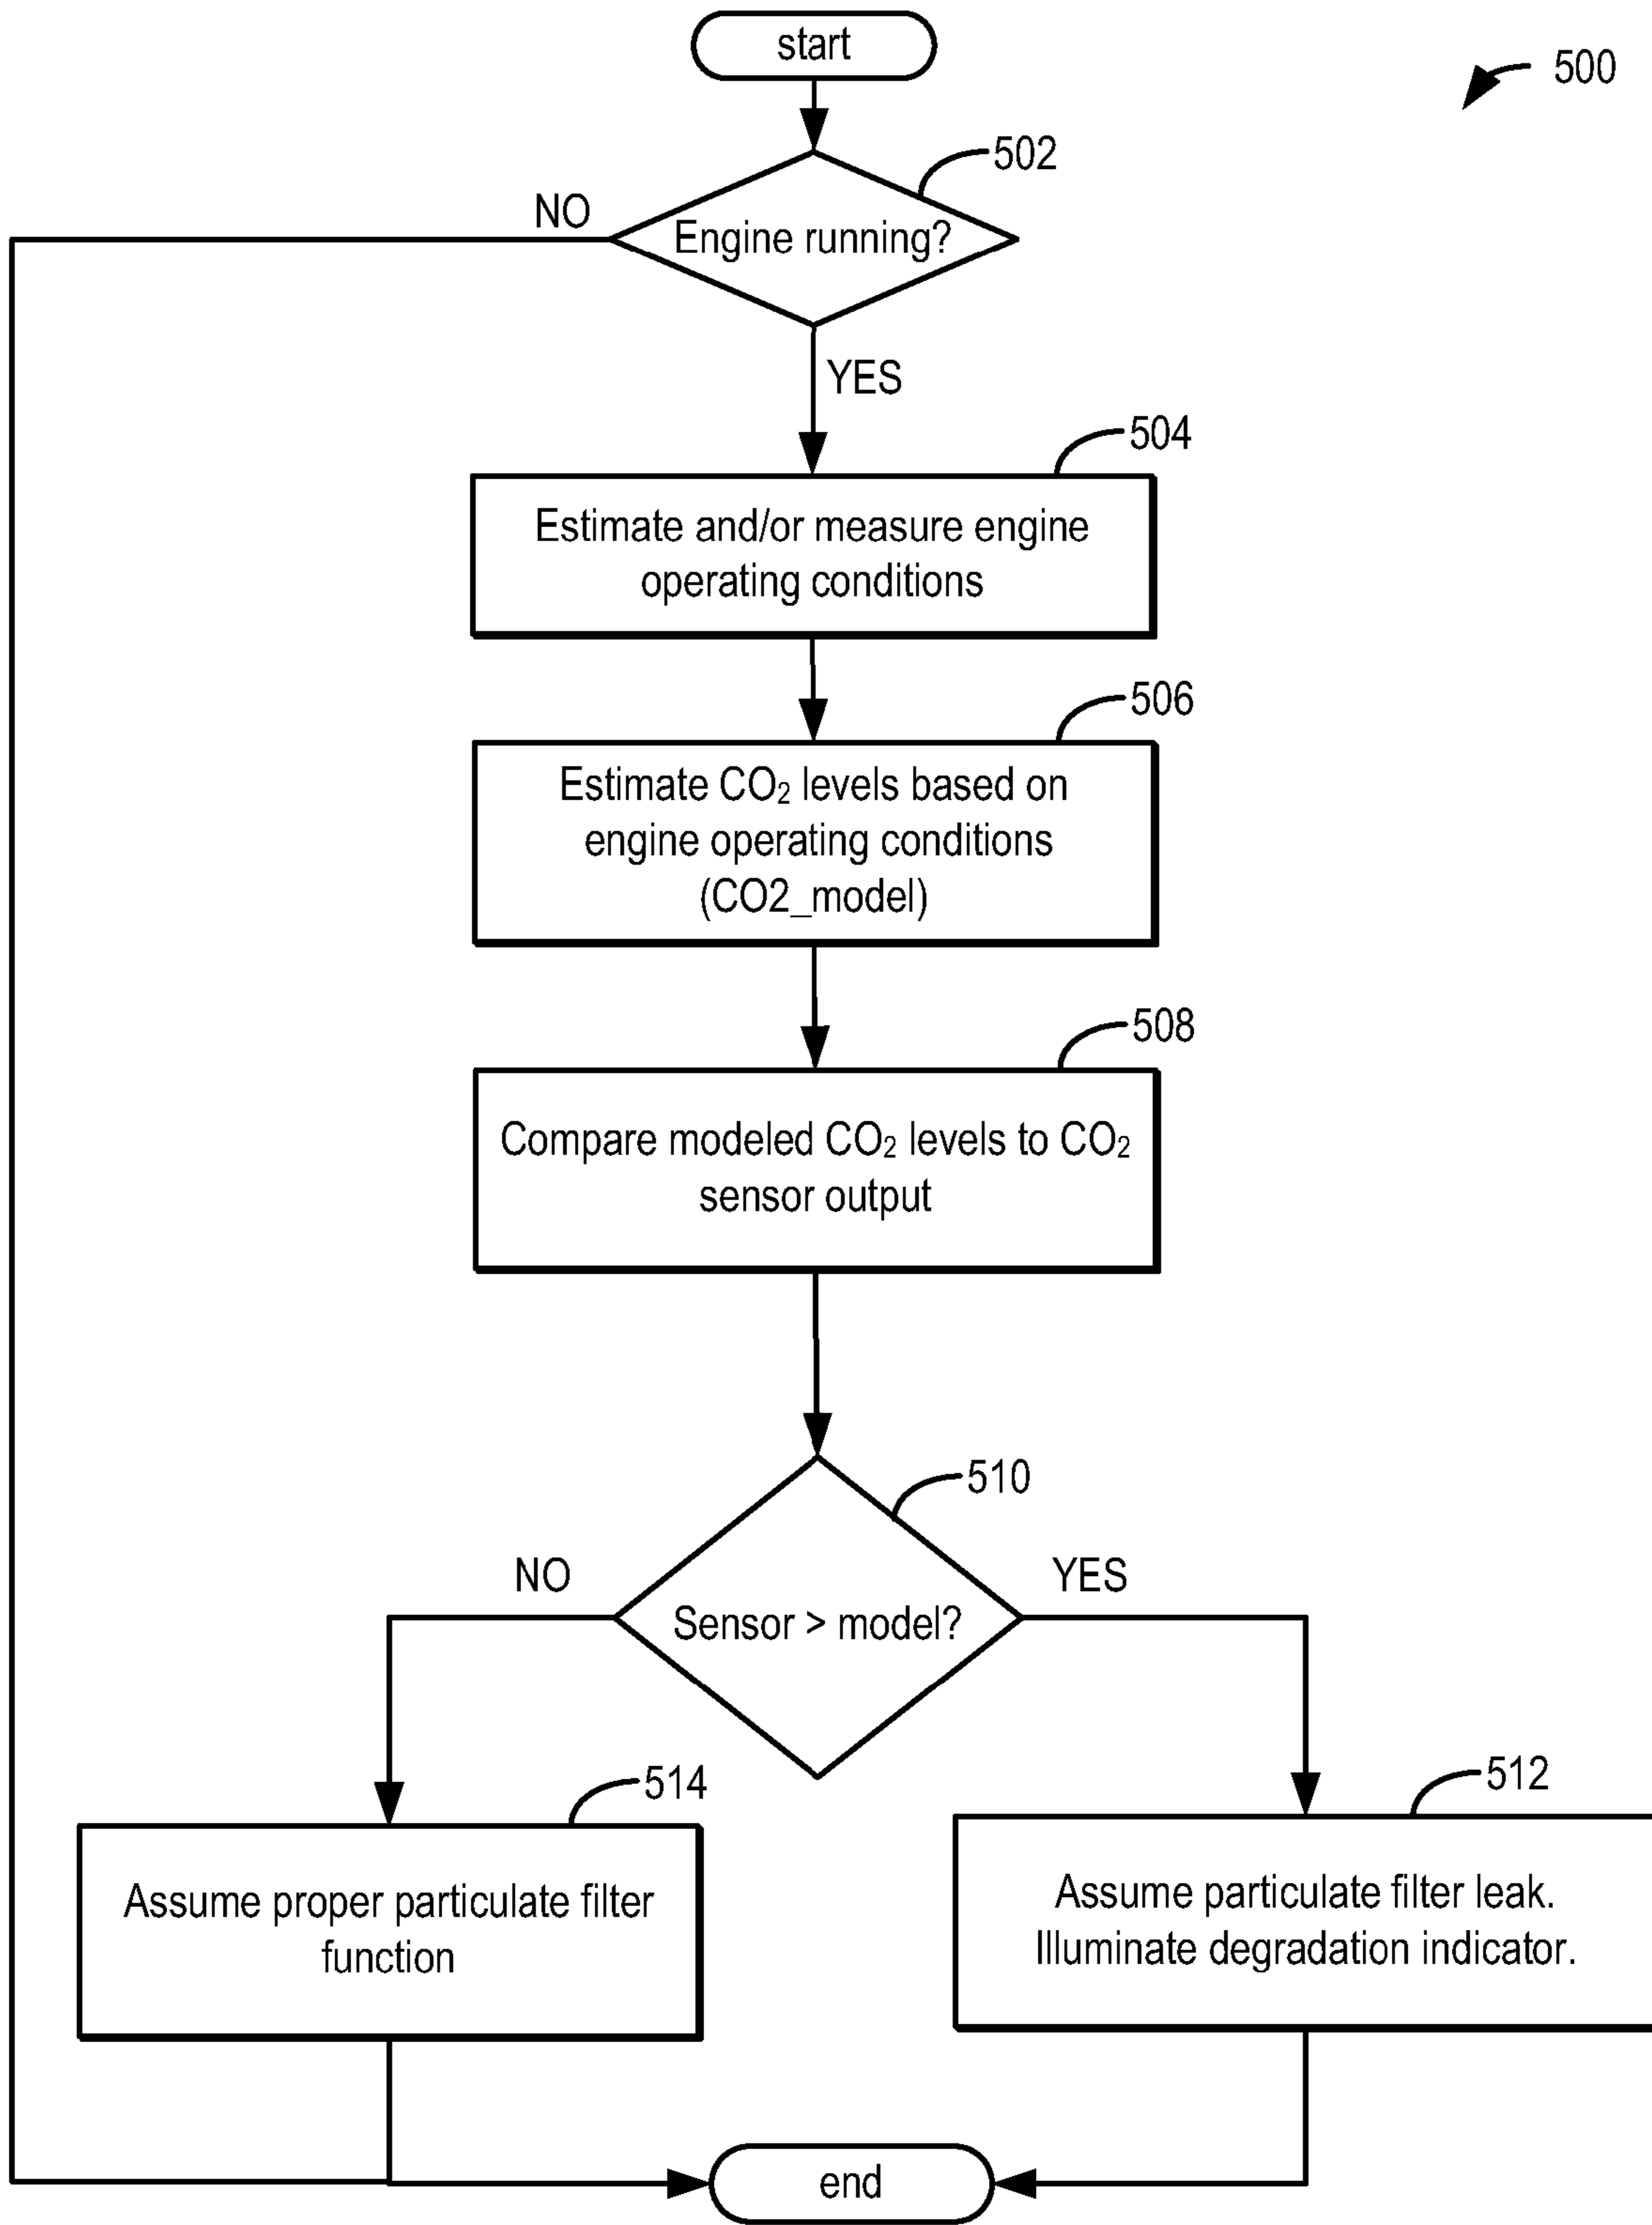 start
500
502
NO
Engine running?
YES
504
Estimate and/or measure engine
operating conditions
506
Estimate CO₂ levels based on
engine operating conditions
(CO2_model)
508
Compare modeled CO₂ levels to CO₂
sensor output
510
NO
YES
Sensor > model?
514
512
Assume proper particulate filter
function
Assume particulate filter leak.
Illuminate degradation indicator.
end